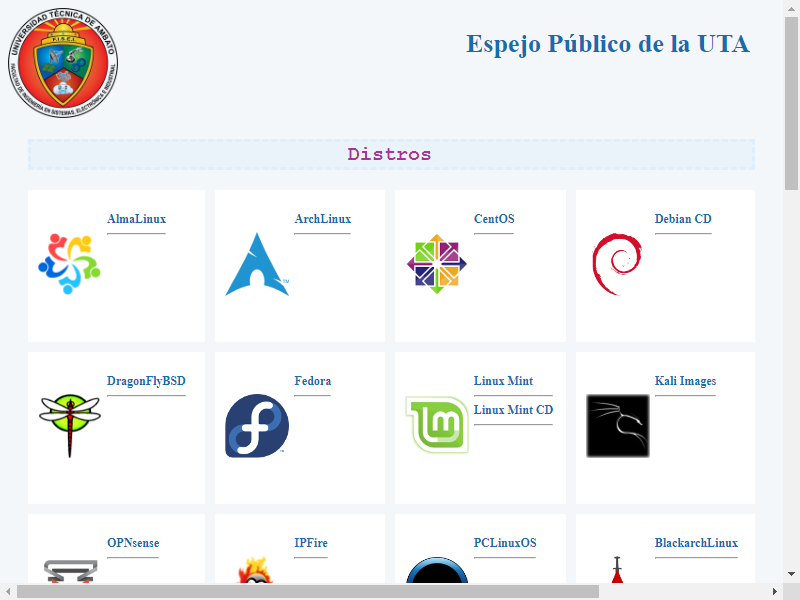 UNIVERSIDAD TÉCNICA DE AMBATO
F.I.S.E.I.
FACULTAD DE INGENIERÍA EN SISTEMAS, ELECTRÓNICA E INDUSTRIAL
Espejo Público de la UTA
Distros
AlmaLinux
ArchLinux
CentOS
Debian CD
DragonFlyBSD
Fedora
Linux Mint
Linux Mint CD
Kali Images
OPNsense
IPFire
PCLinuxOS
BlackarchLinux